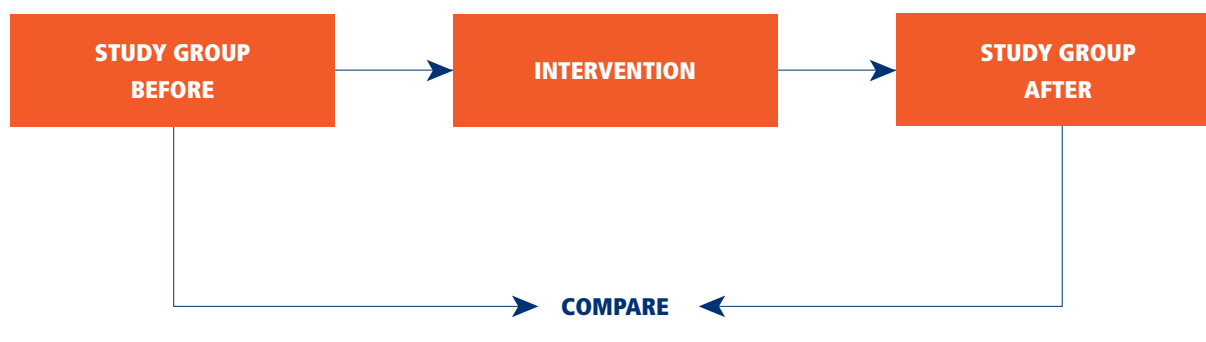 STUDY GROUP
BEFORE
INTERVENTION
STUDY GROUP
AFTER
COMPARE